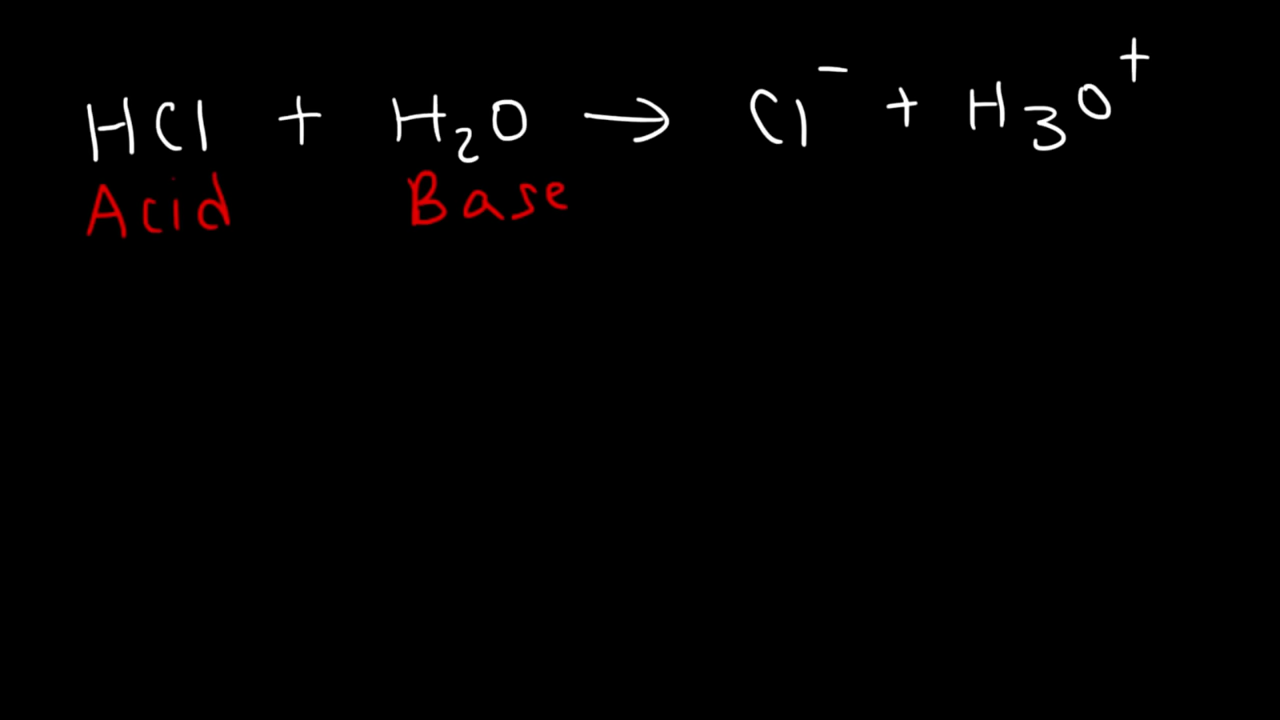 HCl + H₂O → Cl⁻ + H₃O⁺
Acid Base